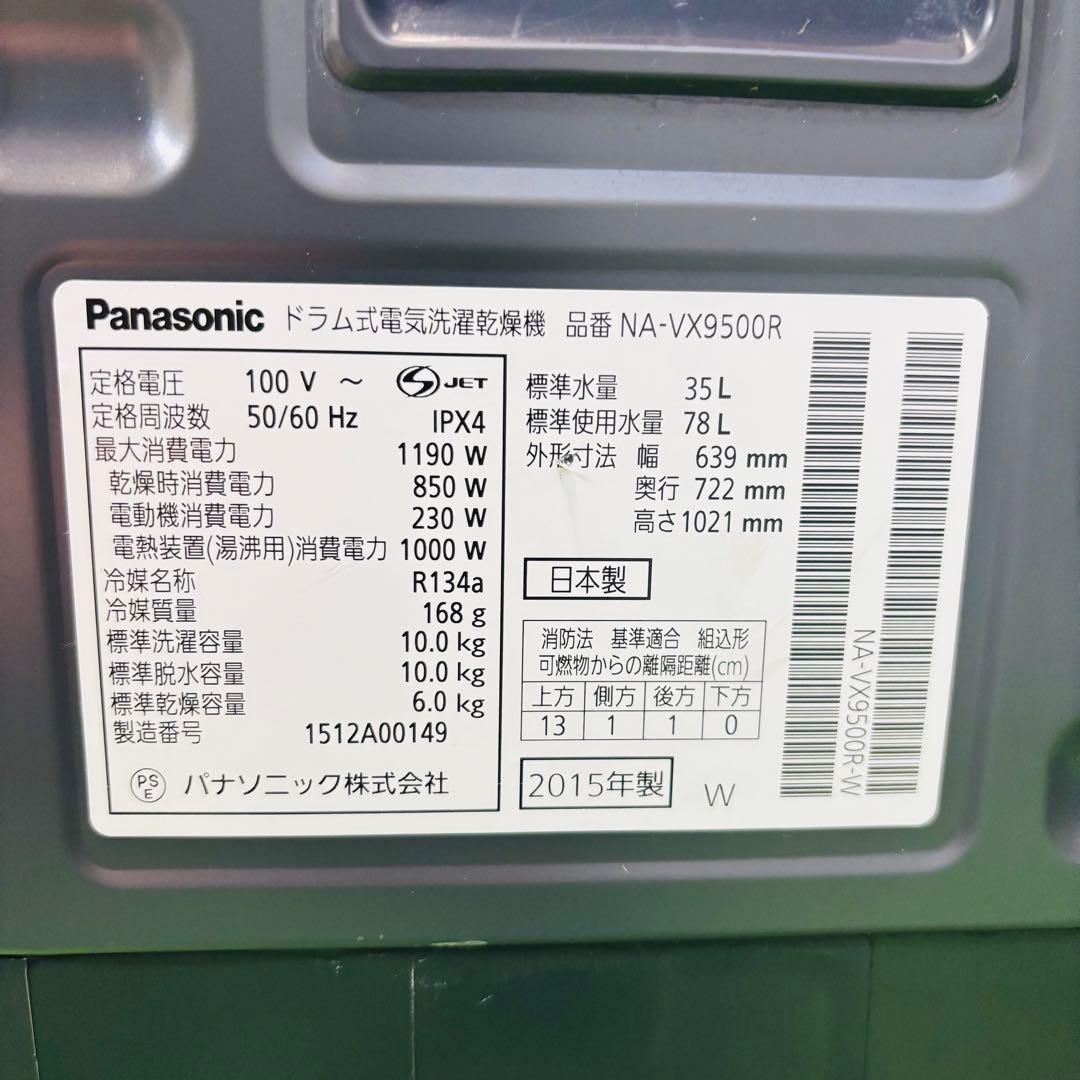 Panasonic ドラム式電気洗濯乾燥機 品番 NA-VX9500R
定格電圧 100 V ～ S JET
定格周波数 50/60 Hz IPX4
最大消費電力 1190 W
乾燥時消費電力 850 W
電動機消費電力 230 W
電熱装置(湯沸用)消費電力 1000 W
冷媒名称 R134a
冷媒質量 168 g
標準洗濯容量 10.0 kg
標準脱水容量 10.0 kg
標準乾燥容量 6.0 kg
製造番号 1512A00149
PSE パナソニック株式会社
標準水量 35 L
標準使用水量 78 L
外形寸法 幅 639 mm
奥行 722 mm
高さ 1021 mm
日本製
消防法 基準適合 組込形
可燃物からの離隔距離(cm)
上方 側方 後方 下方
13 1 1 0
2015年製 W
NA-VX9500R-W